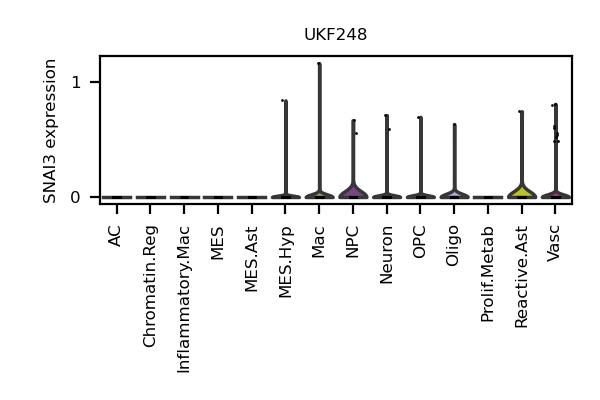 UKF248
SNAI3 expression
1
0
AC
Chromatin.Reg
Inflammatory.Mac
MES
MES.Ast
MES.Hyp
Mac
NPC
Neuron
OPC
Oligo
Prolif.Metab
Reactive.Ast
Vasc